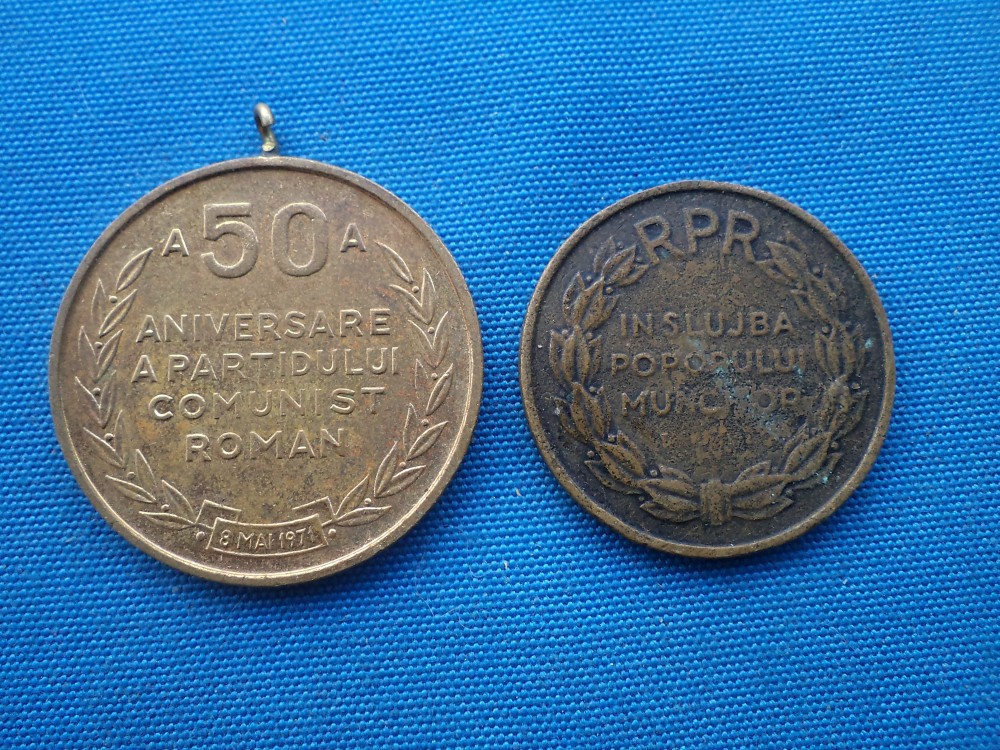 A 50 A
ANIVERSARE
A PARTIDULUI
COMUNIST
ROMAN
8 MAI 1971
RPR
IN SLUJBA
POPORULUI
MUNCITOR